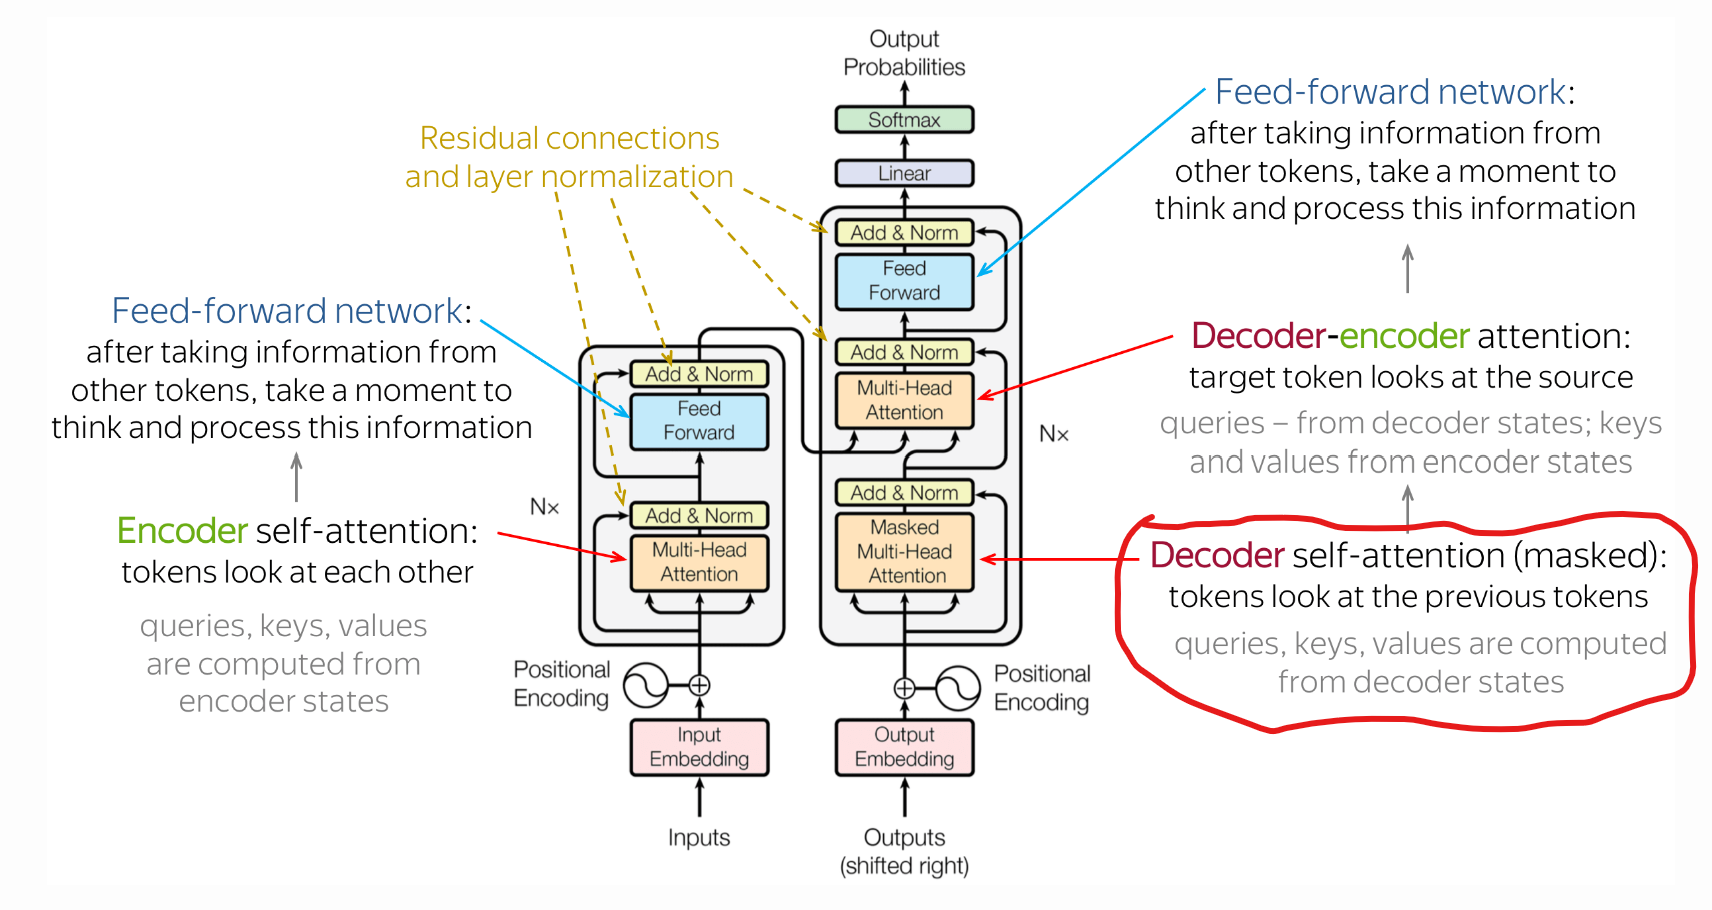 Output
Probabilities
Softmax
Linear
Add & Norm
Feed
Forward
Add & Norm
Multi-Head
Attention
Add & Norm
Masked
Multi-Head
Attention
Nx
Positional
Encoding
Output
Embedding
Outputs
(shifted right)
Residual connections
and layer normalization
Feed-forward network:
after taking information from
other tokens, take a moment to
think and process this information
Encoder self-attention:
tokens look at each other
queries, keys, values
are computed from
encoder states
Add & Norm
Feed
Forward
Nx
Add & Norm
Multi-Head
Attention
Positional
Encoding
Input
Embedding
Inputs
Feed-forward network:
after taking information from
other tokens, take a moment to
think and process this information
Decoder-encoder attention:
target token looks at the source
queries – from decoder states; keys
and values from encoder states
Decoder self-attention (masked):
tokens look at the previous tokens
queries, keys, values are computed
from decoder states